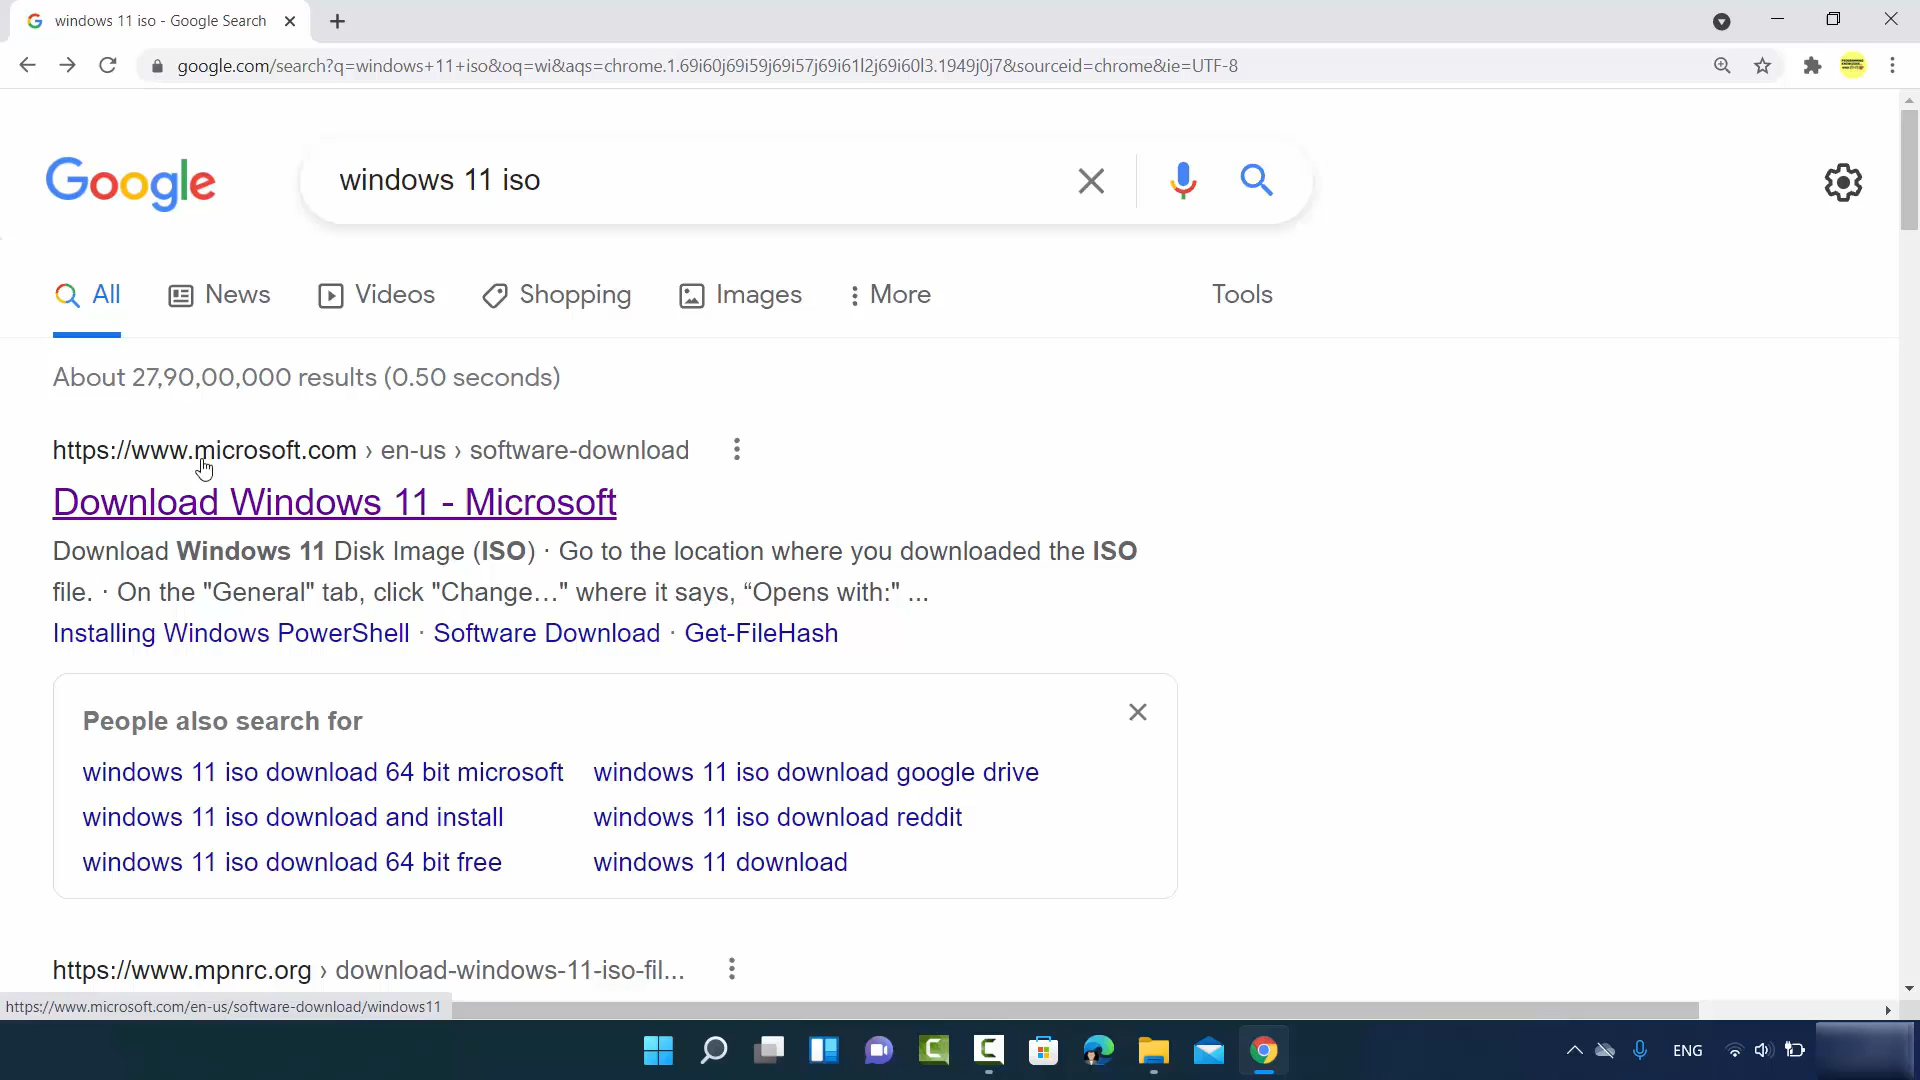 windows 11 iso - Google Search
google.com/search?q=windows+11+iso&oq=wi&aqs=chrome.1.69i60j69i59j69i57j69i61l2j69i60l3.1949j0j7&sourceid=chrome&ie=UTF-8
Google
windows 11 iso
All News Videos Shopping Images More Tools
About 27,90,00,000 results (0.50 seconds)
https://www.microsoft.com › en-us › software-download
Download Windows 11 - Microsoft
Download Windows 11 Disk Image (ISO) · Go to the location where you downloaded the ISO
file. · On the "General" tab, click "Change…" where it says, “Opens with:" ...
Installing Windows PowerShell · Software Download · Get-FileHash
People also search for
windows 11 iso download 64 bit microsoft windows 11 iso download google drive
windows 11 iso download and install windows 11 iso download reddit
windows 11 iso download 64 bit free windows 11 download
https://www.mpnrc.org › download-windows-11-iso-fil...
https://www.microsoft.com/en-us/software-download/windows11
ENG